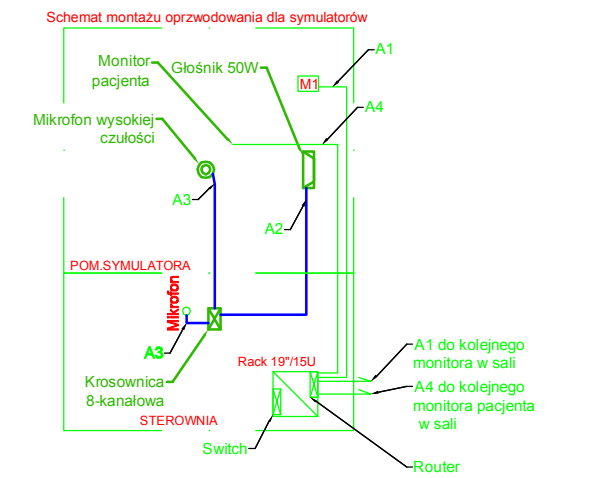 Schemat montażu oprzwodowania dla symulatorów
A1
Monitor
pacjenta
Głośnik 50W
M1
A4
Mikrofon wysokiej
czułości
A3
A2
POM.SYMULATORA
Mikrofon
A3
Rack 19"/15U
A1 do kolejnego
monitora w sali
Krosownica
8-kanałowa
A4 do kolejnego
monitora pacjenta
w sali
STEROWNIA
Switch
Router